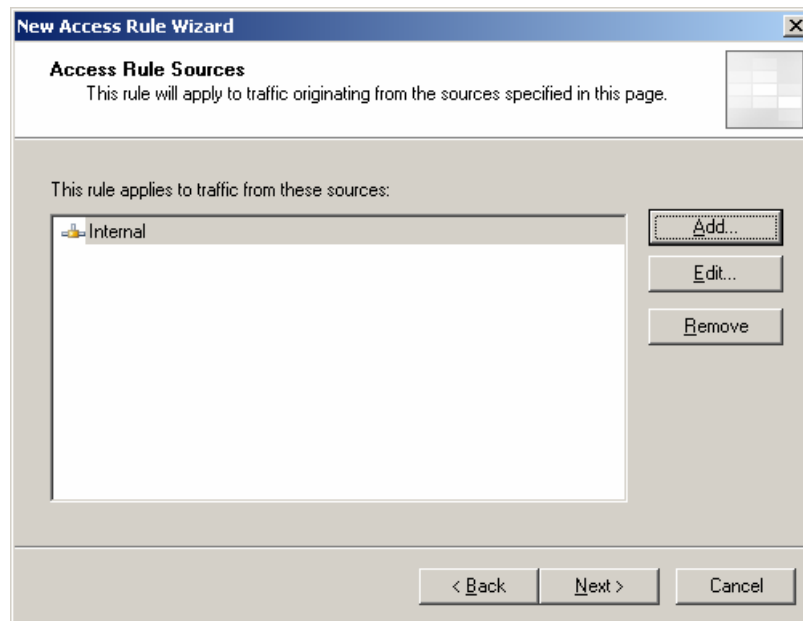 New Access Rule Wizard
Access Rule Sources
This rule will apply to traffic originating from the sources specified in this page.
This rule applies to traffic from these sources:
Internal
Add...
Edit...
Remove
< Back
Next >
Cancel